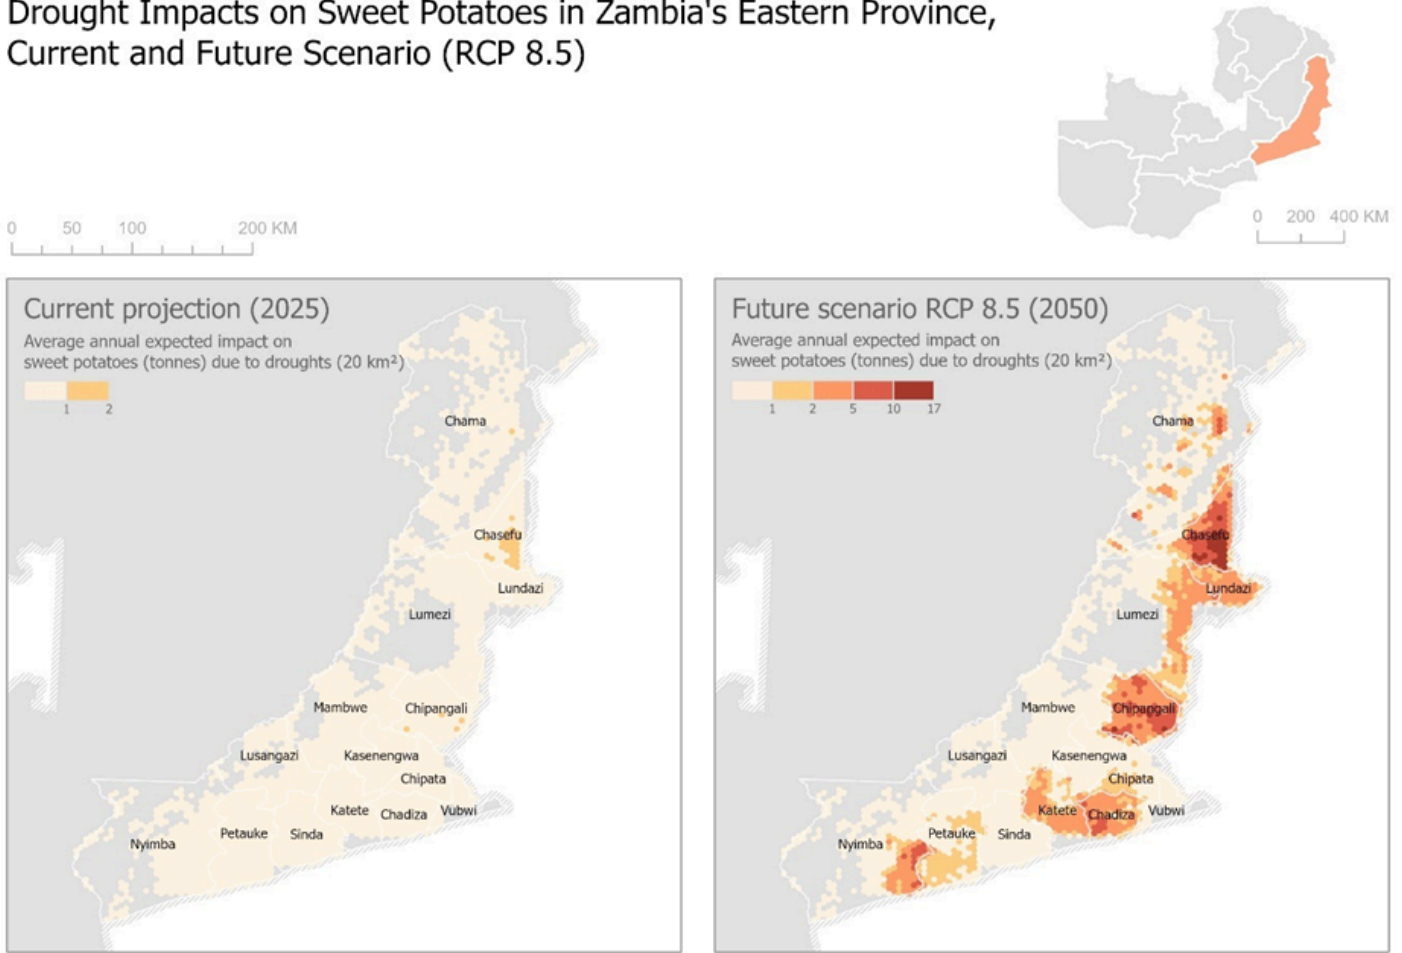 Drought Impacts on Sweet Potatoes in Zambia's Eastern Province,
Current and Future Scenario (RCP 8.5)
0 50 100 200 KM
0 200 400 KM
Current projection (2025)
Average annual expected impact on
sweet potatoes (tonnes) due to droughts (20 km²)
1 2
Chama
Chasefu
Lundazi
Lumezi
Mambwe
Chipangali
Lusangazi
Kasenengwa
Chipata
Katete
Chadiza
Vubwi
Petauke
Sinda
Nyimba
Future scenario RCP 8.5 (2050)
Average annual expected impact on
sweet potatoes (tonnes) due to droughts (20 km²)
1 2 5 10 17
Chama
Chasefu
Lundazi
Lumezi
Mambwe
Chipangali
Lusangazi
Kasenengwa
Chipata
Katete
Chadiza
Vubwi
Petauke
Sinda
Nyimba